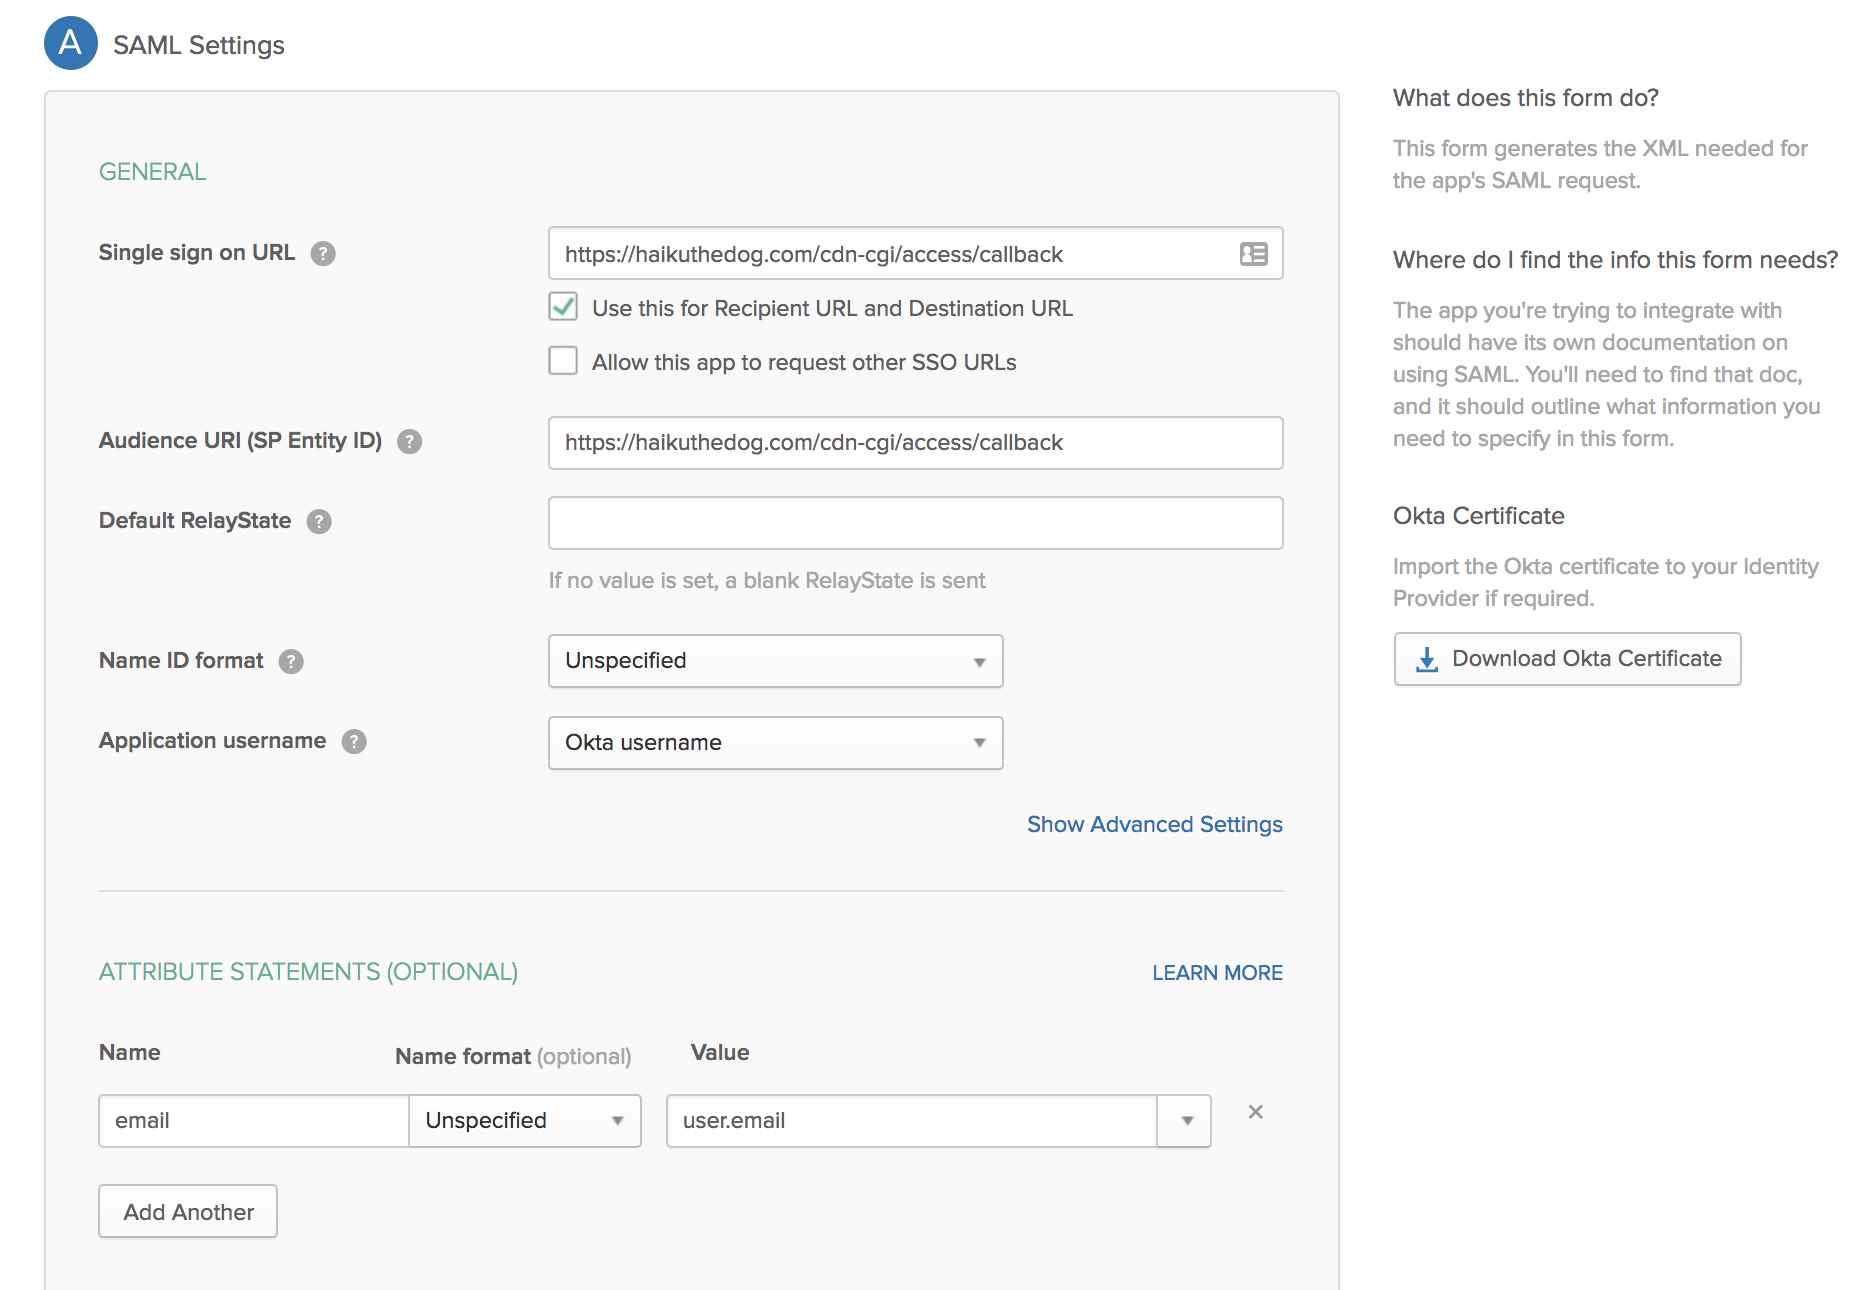 A
SAML Settings
GENERAL
Single sign on URL ?
https://haikuthedog.com/cdn-cgi/access/callback
Use this for Recipient URL and Destination URL
Allow this app to request other SSO URLs
Audience URI (SP Entity ID) ?
https://haikuthedog.com/cdn-cgi/access/callback
Default RelayState ?
If no value is set, a blank RelayState is sent
Name ID format ?
Unspecified
Application username ?
Okta username
Show Advanced Settings
ATTRIBUTE STATEMENTS (OPTIONAL)
LEARN MORE
Name
Name format (optional)
Value
email
Unspecified
user.email
Add Another
What does this form do?
This form generates the XML needed for
the app's SAML request.
Where do I find the info this form needs?
The app you're trying to integrate with
should have its own documentation on
using SAML. You'll need to find that doc,
and it should outline what information you
need to specify in this form.
Okta Certificate
Import the Okta certificate to your Identity
Provider if required.
Download Okta Certificate